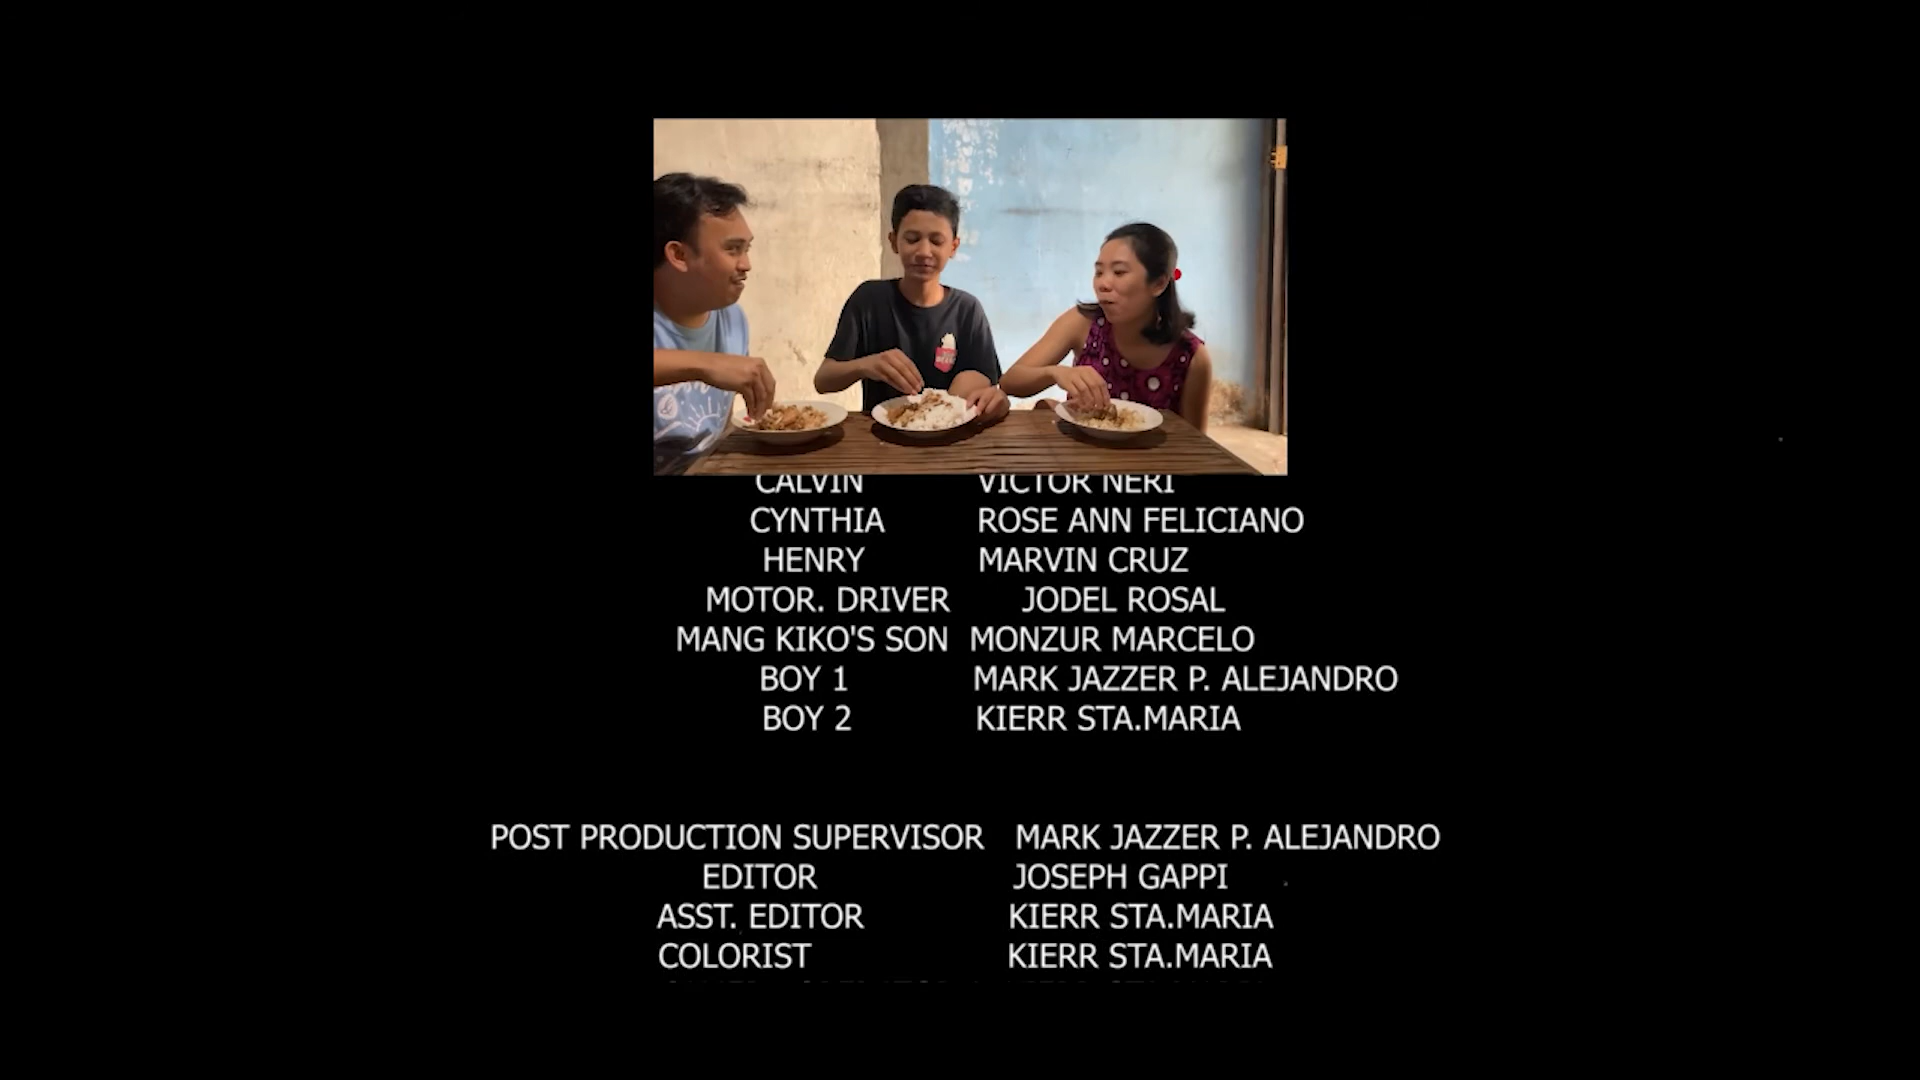 CALVIN VICTOR NERI
CYNTHIA ROSE ANN FELICIANO
HENRY MARVIN CRUZ
MOTOR. DRIVER JODEL ROSAL
MANG KIKO'S SON MONZUR MARCELO
BOY 1 MARK JAZZER P. ALEJANDRO
BOY 2 KIERR STA.MARIA
POST PRODUCTION SUPERVISOR MARK JAZZER P. ALEJANDRO
EDITOR JOSEPH GAPPI
ASST. EDITOR KIERR STA.MARIA
COLORIST KIERR STA.MARIA